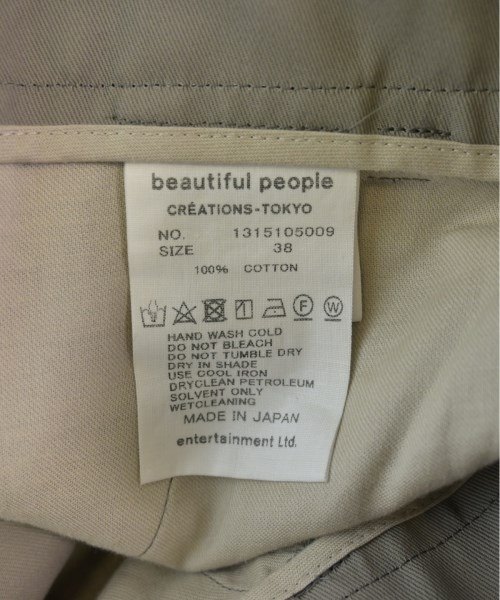 beautiful people
CRÉATIONS-TOKYO
NO. 1315105009
SIZE 38
100% COTTON
F W
HAND WASH COLD
DO NOT BLEACH
DO NOT TUMBLE DRY
DRY IN SHADE
USE COOL IRON
DRYCLEAN PETROLEUM
SOLVENT ONLY
WETCLEANING
MADE IN JAPAN
entertainment Ltd.